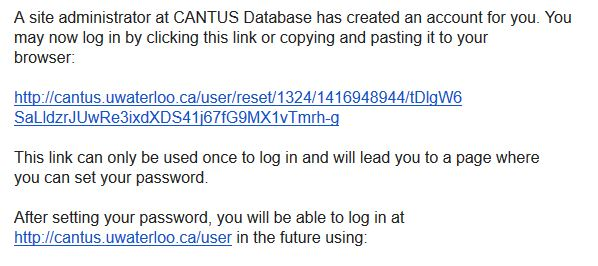 A site administrator at CANTUS Database has created an account for you. You
may now log in by clicking this link or copying and pasting it to your
browser:
http://cantus.uwaterloo.ca/user/reset/1324/1416948944/tDlgW6
SaLldzrJUwRe3ixdXDS41j67fG9MX1vTmrh-g
This link can only be used once to log in and will lead you to a page where
you can set your password.
After setting your password, you will be able to log in at
http://cantus.uwaterloo.ca/user in the future using: